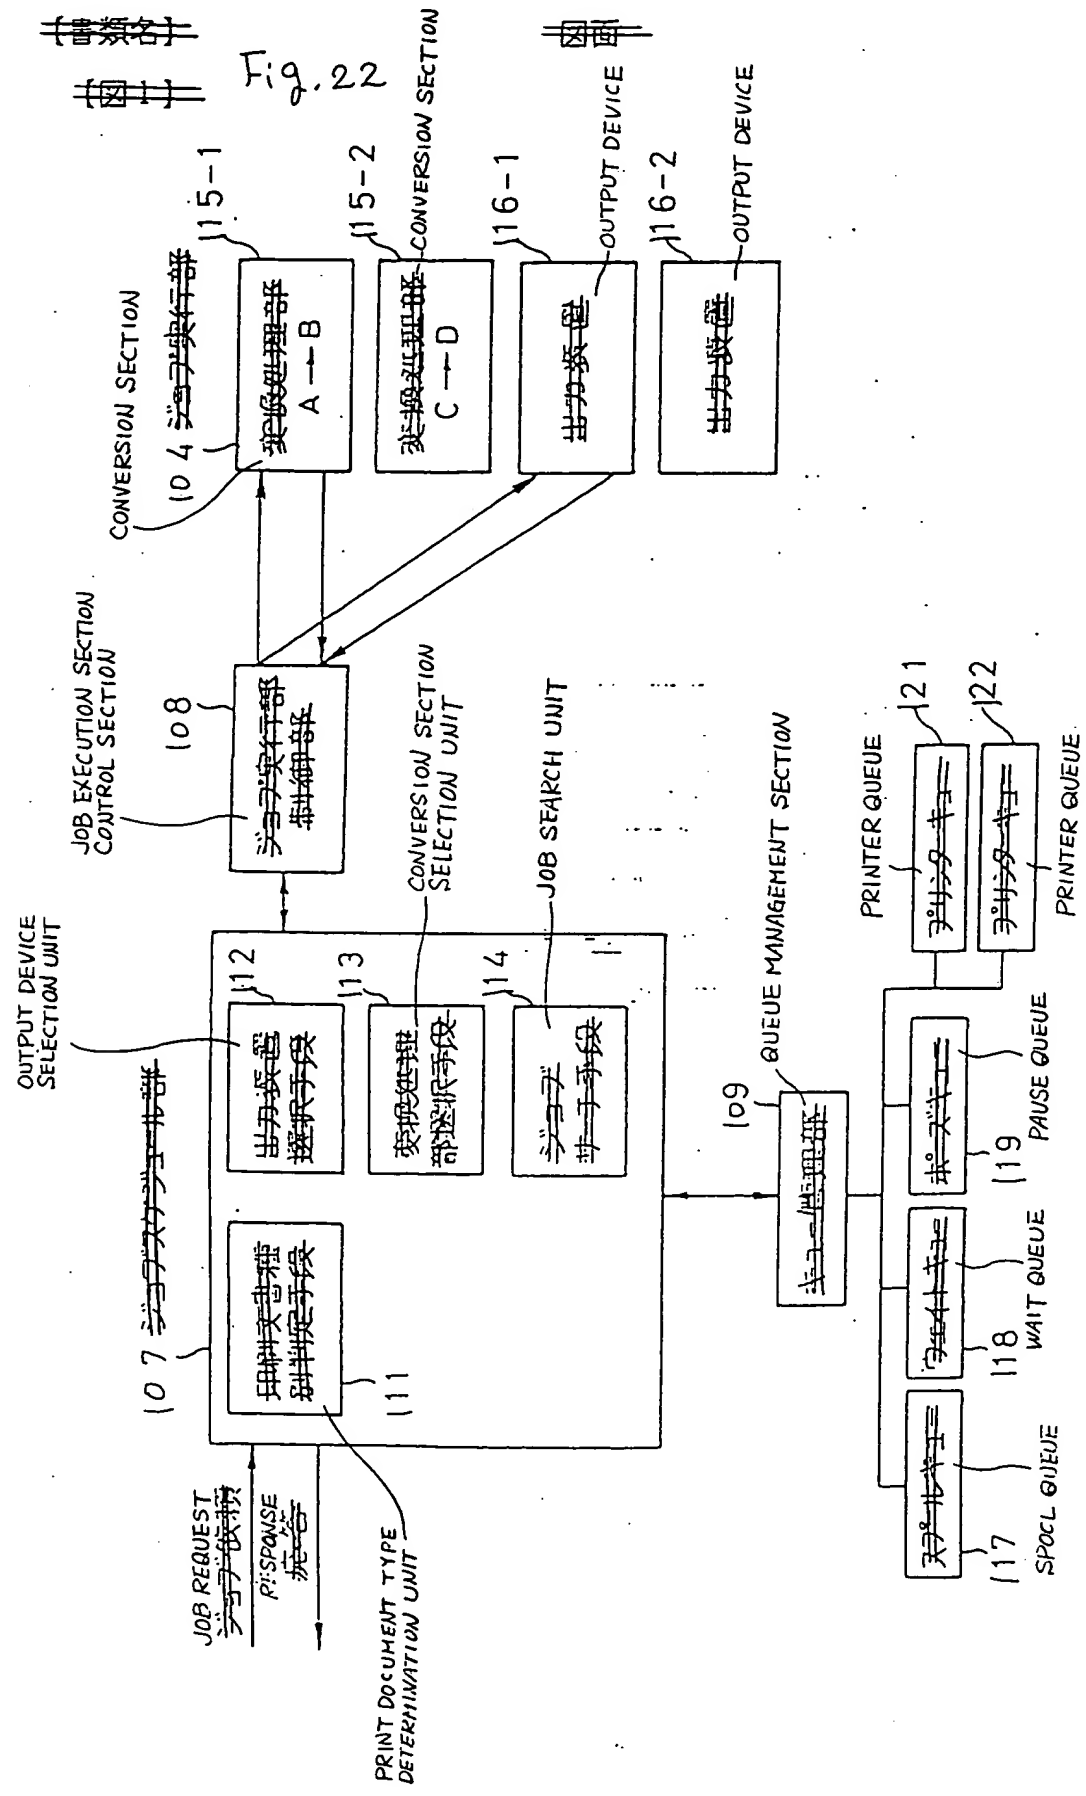 【書類名】
図面
【図1】
Fig. 22
JOB REQUEST
ジョブ依頼
RESPONSE
応答
107 ジョブスケジュール部
印刷文書種
別判定手段
111
PRINT DOCUMENT TYPE
DETERMINATION UNIT
OUTPUT DEVICE
SELECTION UNIT
112
出力装置
選択手段
113
変換処理
部選択手段
CONVERSION SECTION
SELECTION UNIT
114
ジョブ
サーチ手段
JOB SEARCH UNIT
JOB EXECUTION SECTION
CONTROL SECTION
108
ジョブ実行部
制御部
CONVERSION SECTION
104 ジョブ実行部
115-1
変換処理部
A→B
115-2
変換処理部
C→D
CONVERSION SECTION
116-1
出力装置
OUTPUT DEVICE
116-2
出力装置
OUTPUT DEVICE
109
キュー管理部
QUEUE MANAGEMENT SECTION
スプールキュー
117
SPOCL QUEUE
ウェイトキュー
118
WAIT QUEUE
ポーズキュー
119
PAUSE QUEUE
PRINTER QUEUE
プリンターキュー
121
プリンターキュー
122
PRINTER QUEUE